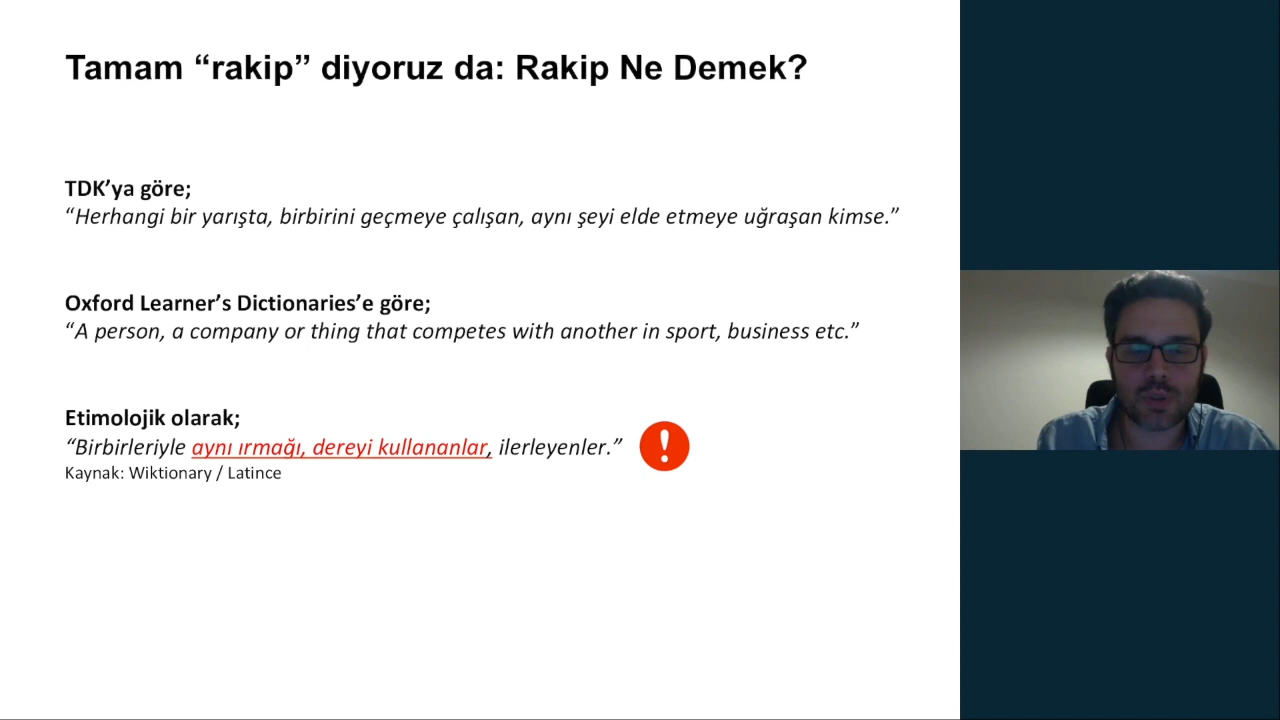 Tamam “rakip” diyoruz da: Rakip Ne Demek?
TDK’ya göre;
“Herhangi bir yarışta, birbirini geçmeye çalışan, aynı şeyi elde etmeye uğraşan kimse.”
Oxford Learner’s Dictionaries’e göre;
“A person, a company or thing that competes with another in sport, business etc.”
Etimolojik olarak;
“Birbirleriyle aynı ırmağı, dereyi kullananlar, ilerleyenler.”
Kaynak: Wiktionary / Latince